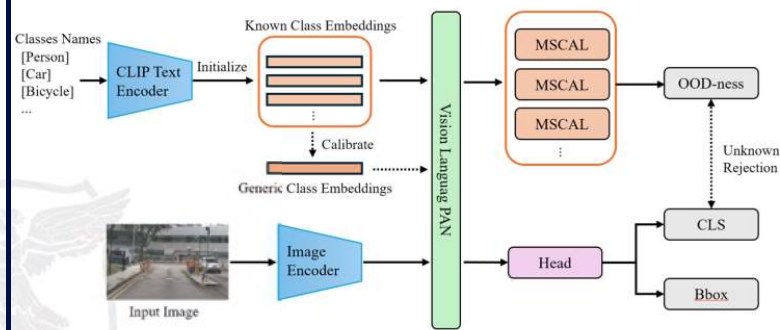 Known Class Embeddings
Classes Names
[Person]
[Car]
[Bicycle]
...
CLIP Text
Encoder
Initialize
Calibrate
Generic Class Embeddings
Vision Languag PAN
MSCAL
MSCAL
MSCAL
OOD-ness
Unknown
Rejection
CLS
Image
Encoder
Head
Bbox
Input Image